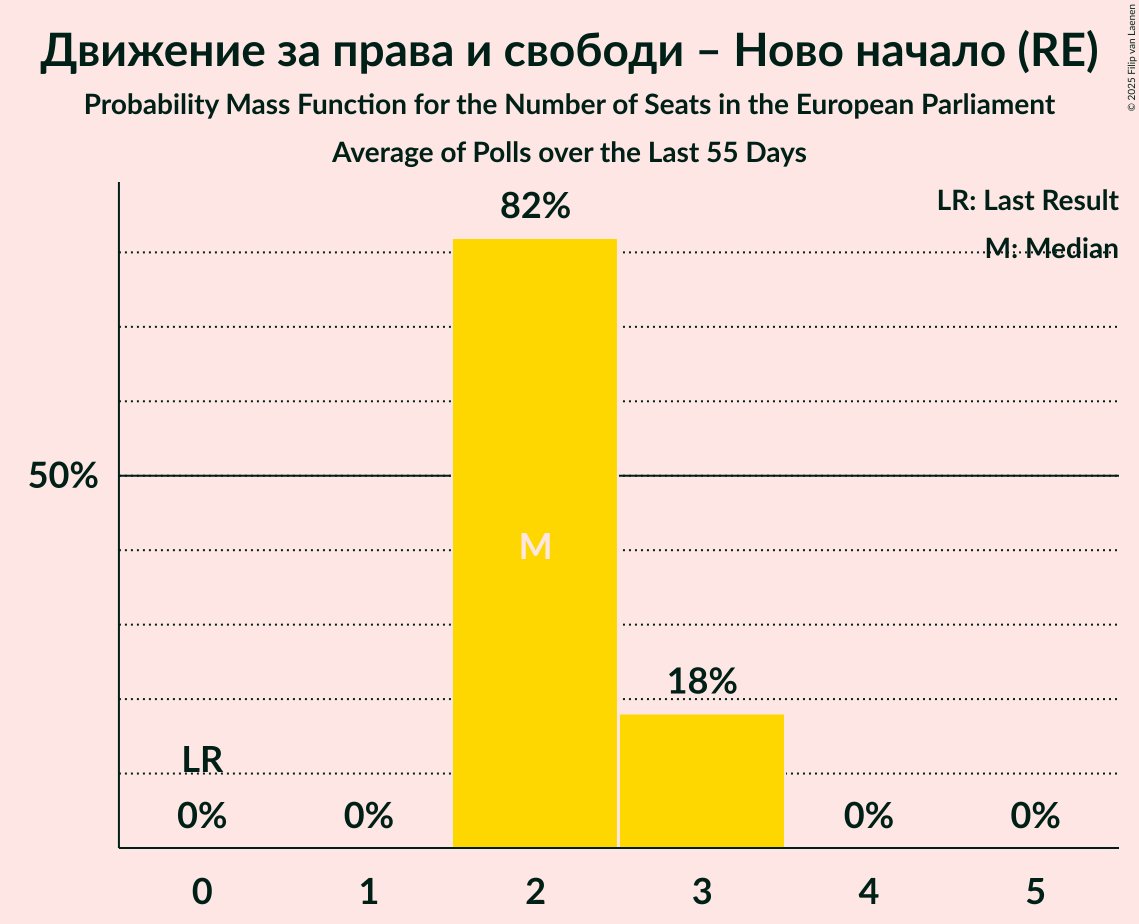 Движение за права и свободи – Ново начало (RE)
Probability Mass Function for the Number of Seats in the European Parliament
Average of Polls over the Last 55 Days
© 2025 Filip van Laenen
LR: Last Result
M: Median
82%
50%
M
18%
LR
0% 0% 0% 0%
0 1 2 3 4 5